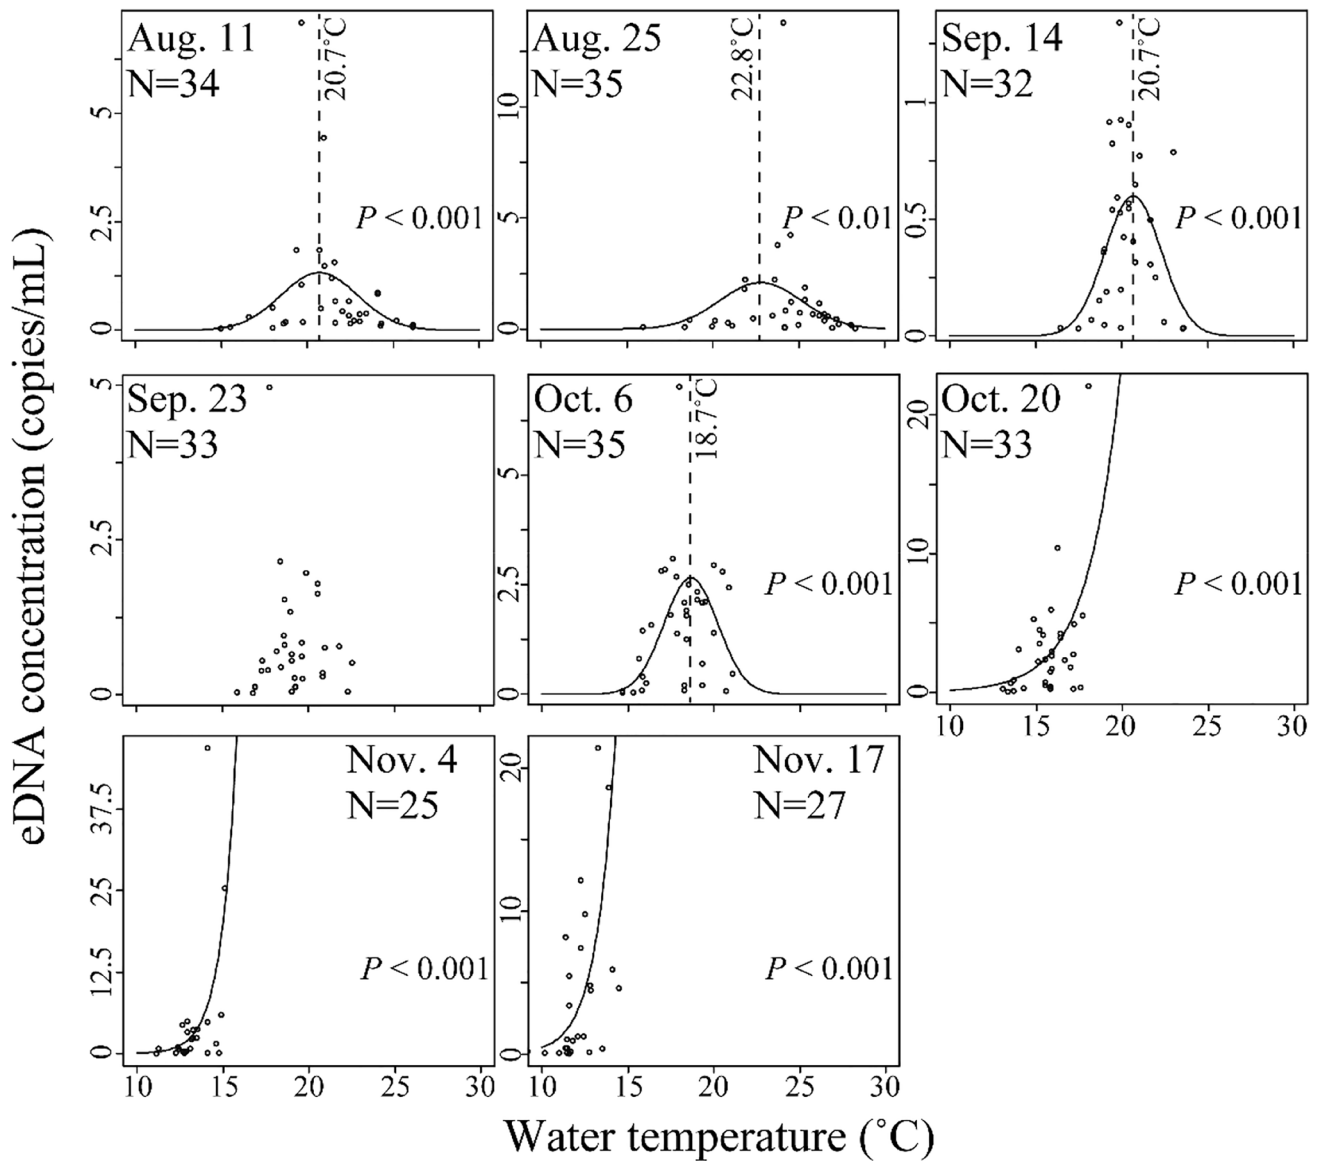 eDNA concentration (copies/mL)
Aug. 11
N=34
20.7°C
P < 0.001
5
2.5
0
Aug. 25
N=35
22.8°C
P < 0.01
10
5
0
Sep. 14
N=32
20.7°C
P < 0.001
1
0.5
0
Sep. 23
N=33
5
2.5
0
Oct. 6
N=35
18.7°C
P < 0.001
5
2.5
0
Oct. 20
N=33
P < 0.001
20
10
0
10 15 20 25 30
Nov. 4
N=25
P < 0.001
37.5
25
12.5
0
10 15 20 25 30
Nov. 17
N=27
P < 0.001
20
10
0
10 15 20 25 30
Water temperature (°C)